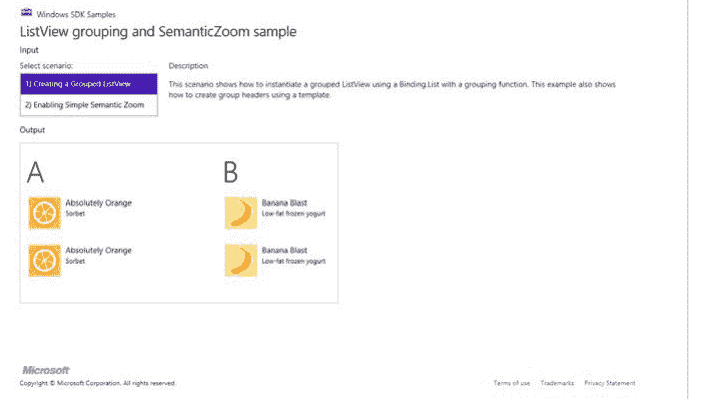 Windows SDK Samples
ListView grouping and SemanticZoom sample
Input
Select scenario:
Description
1) Creating a Grouped ListView
2) Enabling Simple Semantic Zoom
This scenario shows how to instantiate a grouped ListView using a Binding.List with a grouping function. This example also shows
how to create group headers using a template.
Output
A
B
Absolutely Orange
Sorbet
Banana Blast
Low-fat frozen yogurt
Absolutely Orange
Sorbet
Banana Blast
Low-fat frozen yogurt
Microsoft
Copyright © Microsoft Corporation. All rights reserved.
Terms of use
Trademarks
Privacy Statement